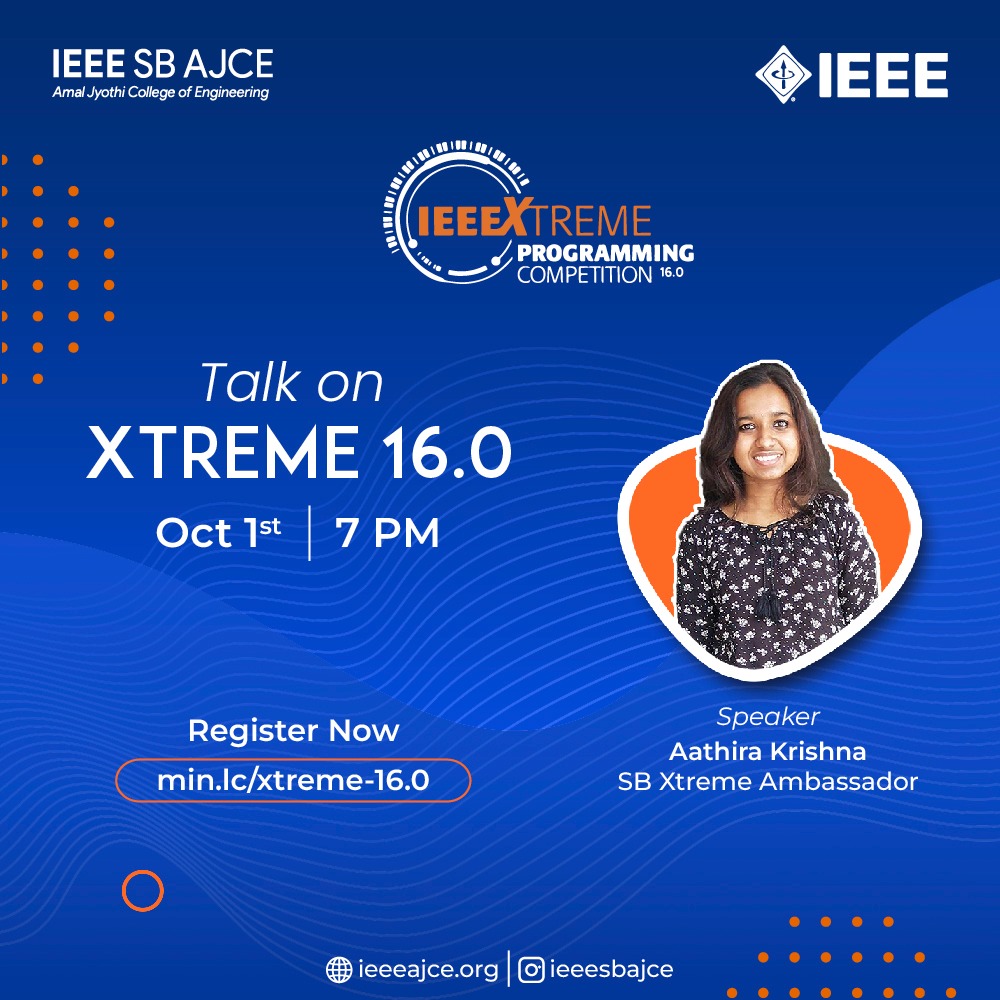 IEEE SB AJCE
Amal Jyothi College of Engineering
IEEE
IEEEXTREME
PROGRAMMING
COMPETITION 16.0
Talk on
XTREME 16.0
Oct 1st | 7 PM
Register Now
min.lc/xtreme-16.0
Speaker
Aathira Krishna
SB Xtreme Ambassador
ieeeajce.org | ieeesbajce